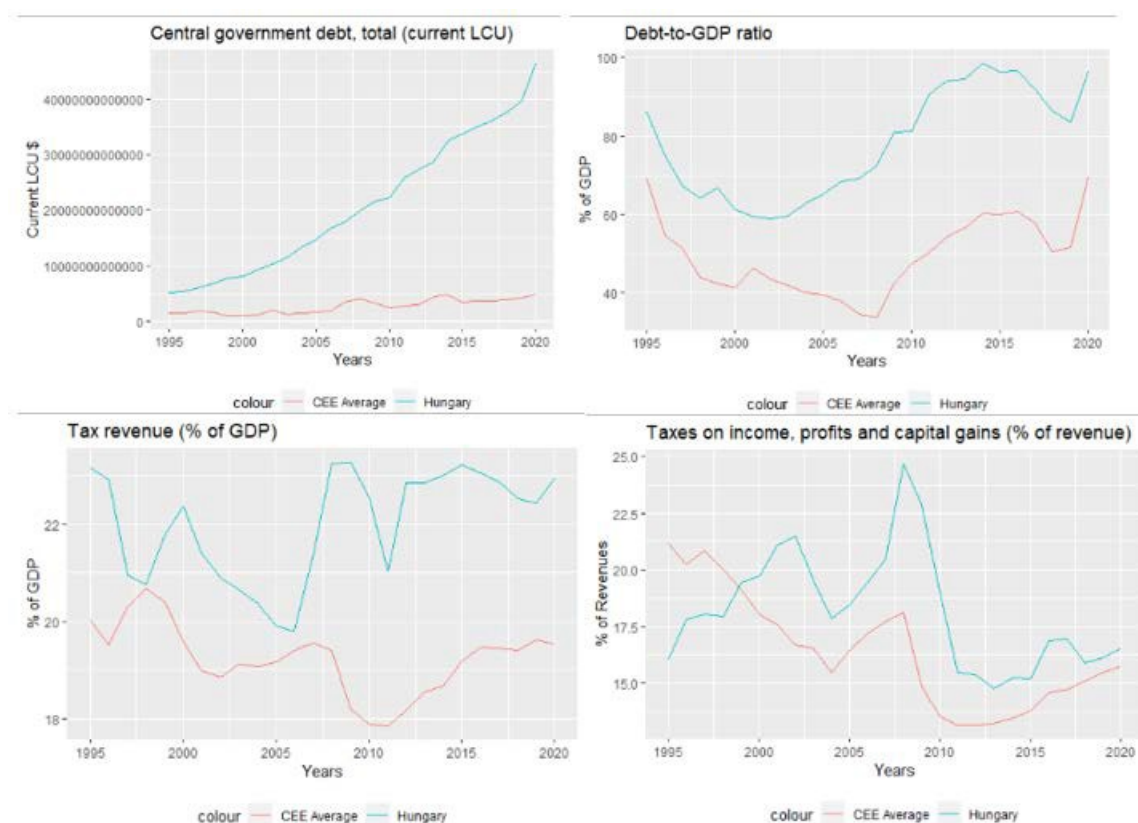 Central government debt, total (current LCU)
Current LCU $
40000000000000
30000000000000
20000000000000
10000000000000
0
1995 2000 2005 2010 2015 2020
Years
colour CEE Average Hungary
Debt-to-GDP ratio
% of GDP
100
80
60
40
1995 2000 2005 2010 2015 2020
Years
colour CEE Average Hungary
Tax revenue (% of GDP)
% of GDP
22
20
18
1995 2000 2005 2010 2015 2020
Years
colour CEE Average Hungary
Taxes on income, profits and capital gains (% of revenue)
% of Revenues
25.0
22.5
20.0
17.5
15.0
1995 2000 2005 2010 2015 2020
Years
colour CEE Average Hungary